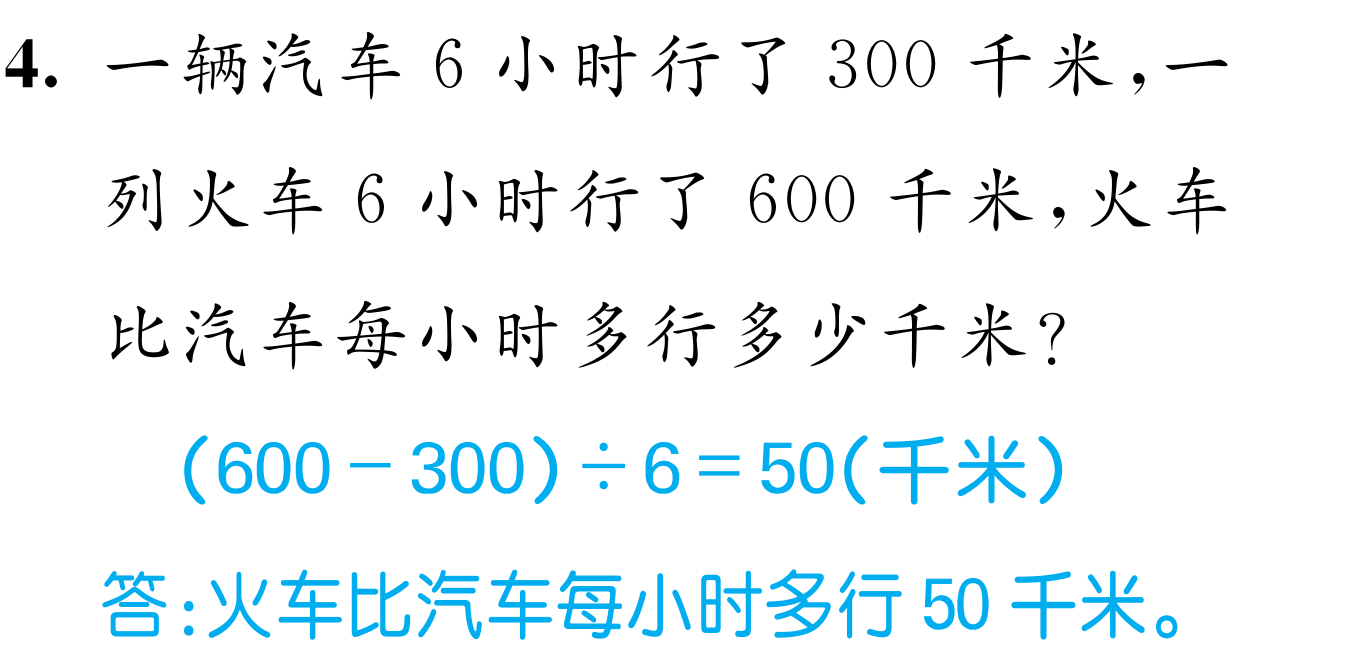 4. 一辆汽车 6 小时行了 300 千米,一
列火车 6 小时行了 600 千米,火车
比汽车每小时多行多少千米?
(600－300)÷6＝50(千米)
答:火车比汽车每小时多行 50 千米。